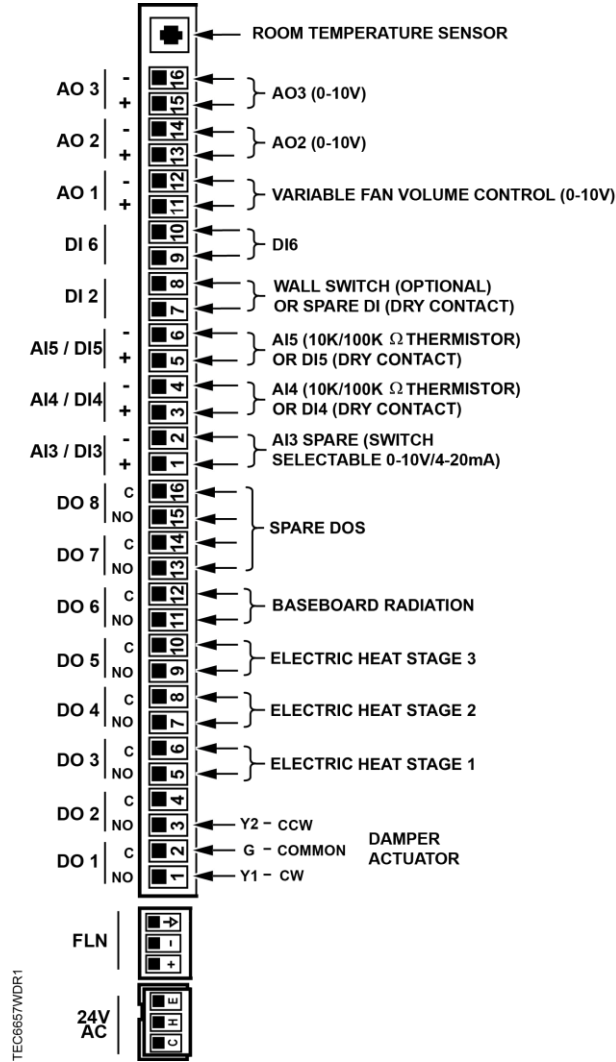 ROOM TEMPERATURE SENSOR
AO 3 - 16
+ 15
AO3 (0-10V)
AO 2 - 14
+ 13
AO2 (0-10V)
AO 1 - 12
+ 11
VARIABLE FAN VOLUME CONTROL (0-10V)
DI 6 10
9
DI6
DI 2 8
7
WALL SWITCH (OPTIONAL)
OR SPARE DI (DRY CONTACT)
AI5 / DI5 - 6
+ 5
AI5 (10K/100K Ω THERMISTOR)
OR DI5 (DRY CONTACT)
AI4 / DI4 - 4
+ 3
AI4 (10K/100K Ω THERMISTOR)
OR DI4 (DRY CONTACT)
AI3 / DI3 - 2
+ 1
AI3 SPARE (SWITCH
SELECTABLE 0-10V/4-20mA)
DO 8 C 16
NO 15
DO 7 C 14
NO 13
SPARE DOS
DO 6 C 12
NO 11
BASEBOARD RADIATION
DO 5 C 10
NO 9
ELECTRIC HEAT STAGE 3
DO 4 C 8
NO 7
ELECTRIC HEAT STAGE 2
DO 3 C 6
NO 5
ELECTRIC HEAT STAGE 1
DO 2 C 4
NO 3 Y2 - CCW
DO 1 C 2 G - COMMON
NO 1 Y1 - CW
DAMPER
ACTUATOR
FLN
-
+
24V
AC
E
H
C
TEC6657WDR1